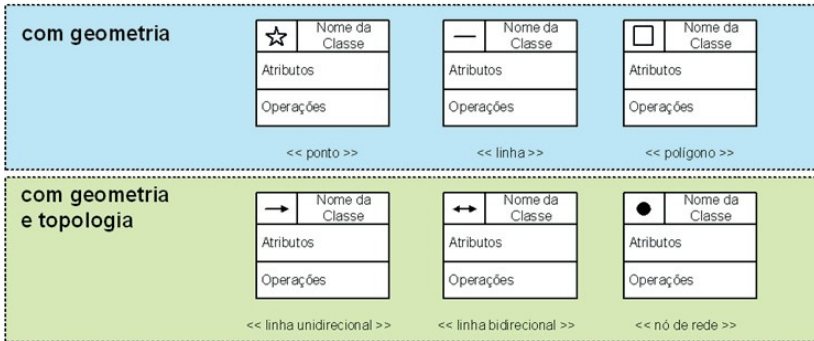 com geometria
Nome da
Classe
Atributos
Operações
<< ponto >>
Nome da
Classe
Atributos
Operações
<< linha >>
Nome da
Classe
Atributos
Operações
<< polígono >>
com geometria
e topologia
Nome da
Classe
Atributos
Operações
<< linha unidirecional >>
Nome da
Classe
Atributos
Operações
<< linha bidirecional >>
Nome da
Classe
Atributos
Operações
<< nó de rede >>